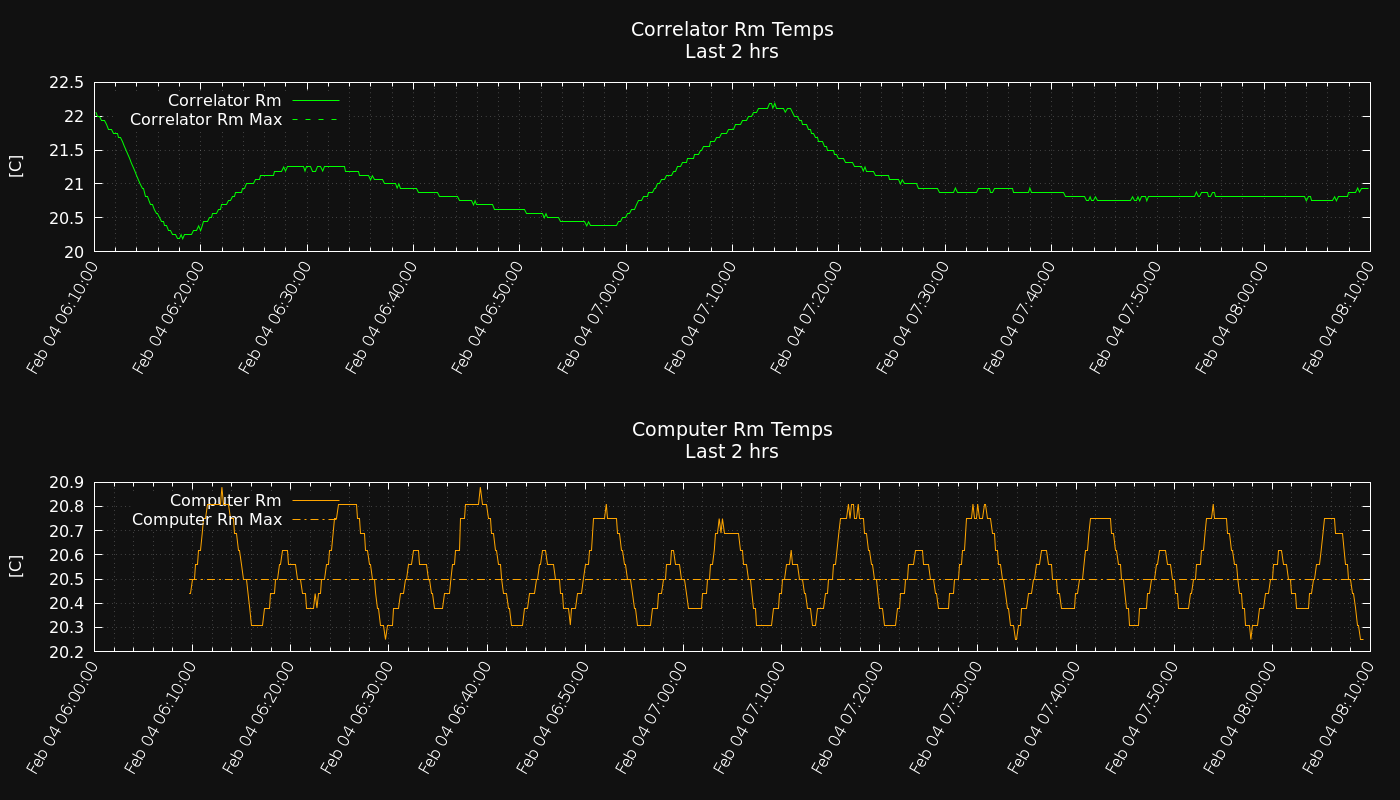 Correlator Rm Temps
Last 2 hrs
22.5
22
21.5
21
20.5
20
[C]
Correlator Rm
Correlator Rm Max
Feb 04 06:10:00
Feb 04 06:20:00
Feb 04 06:30:00
Feb 04 06:40:00
Feb 04 06:50:00
Feb 04 07:00:00
Feb 04 07:10:00
Feb 04 07:20:00
Feb 04 07:30:00
Feb 04 07:40:00
Feb 04 07:50:00
Feb 04 08:00:00
Feb 04 08:10:00
Computer Rm Temps
Last 2 hrs
20.9
20.8
20.7
20.6
20.5
20.4
20.3
20.2
[C]
Computer Rm
Computer Rm Max
Feb 04 06:00:00
Feb 04 06:10:00
Feb 04 06:20:00
Feb 04 06:30:00
Feb 04 06:40:00
Feb 04 06:50:00
Feb 04 07:00:00
Feb 04 07:10:00
Feb 04 07:20:00
Feb 04 07:30:00
Feb 04 07:40:00
Feb 04 07:50:00
Feb 04 08:00:00
Feb 04 08:10:00